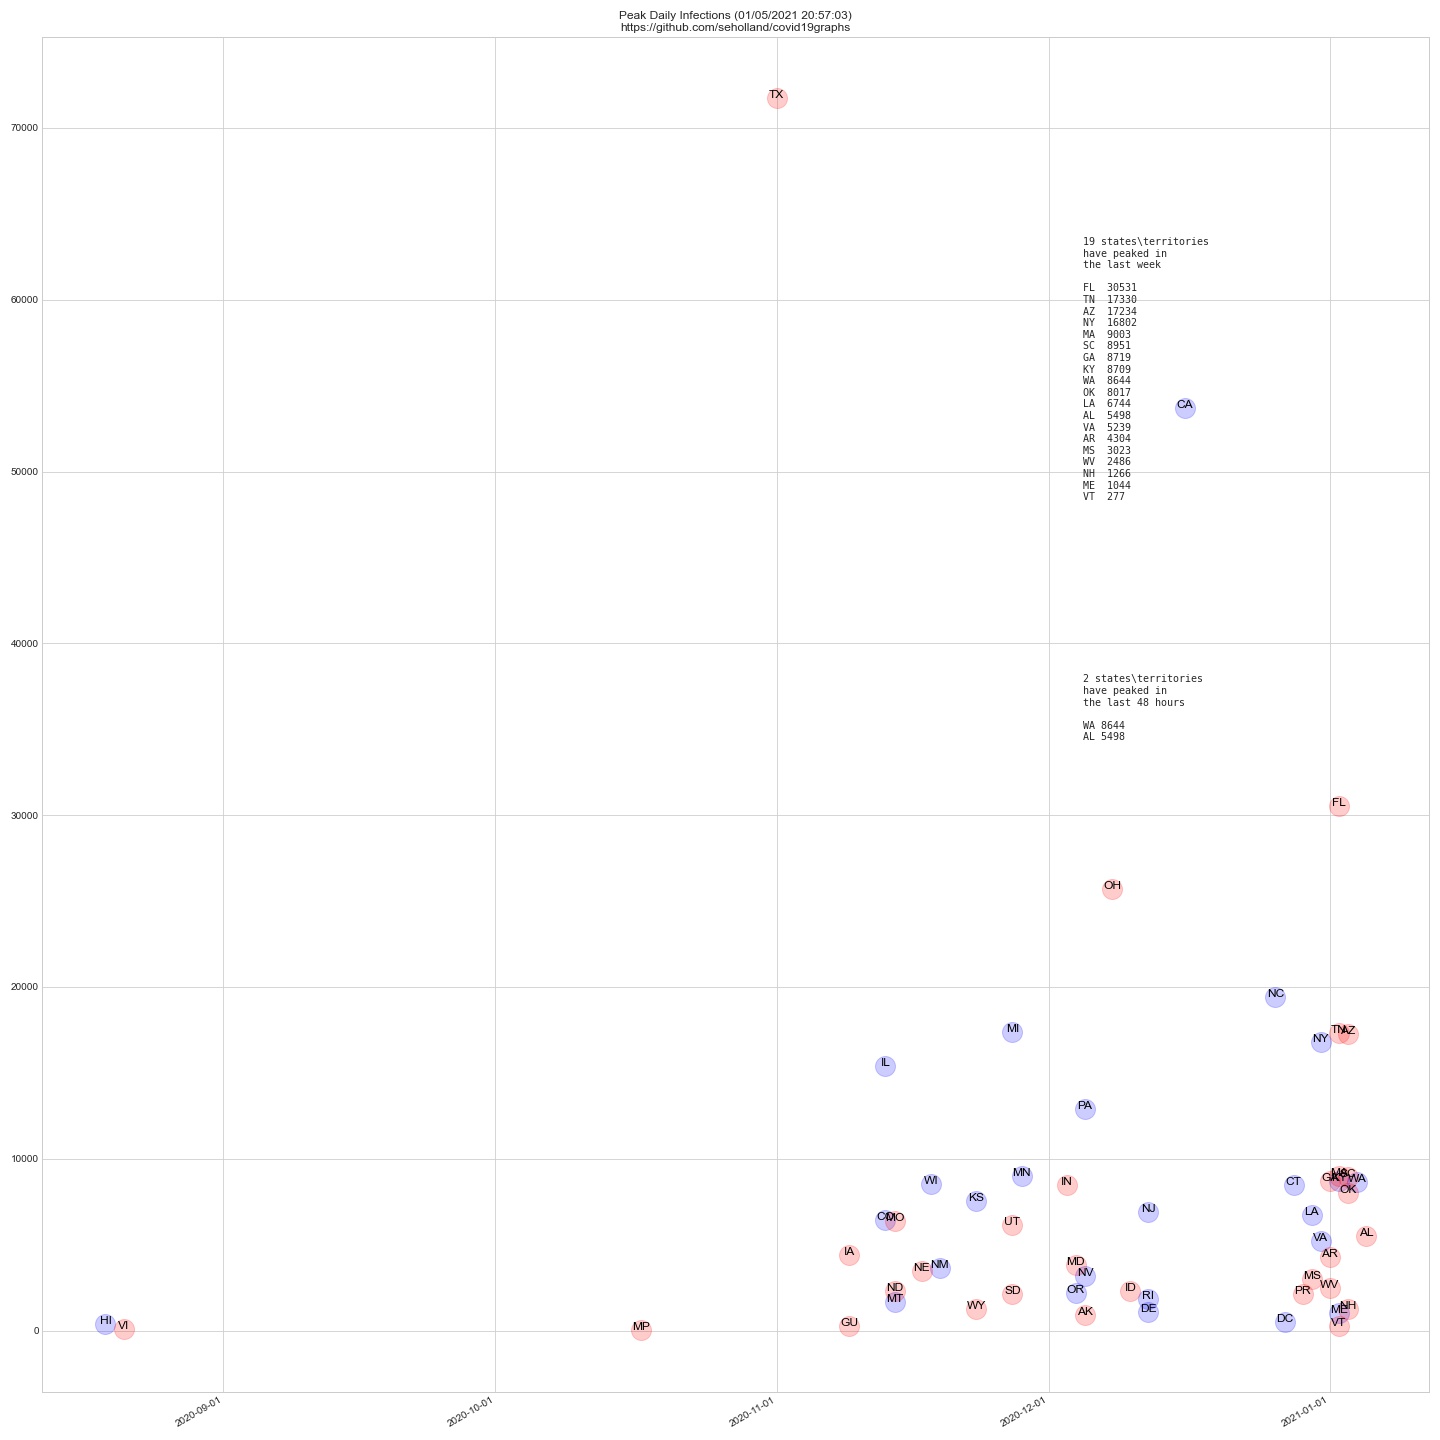 Peak Daily Infections (01/05/2021 20:57:03)
https://github.com/seholland/covid19graphs
TX
70000
19 states\territories
have peaked in
the last week
FL  30531
TN  17330
AZ  17234
NY  16802
MA  9003
SC  8951
GA  8719
KY  8709
WA  8644
OK  8017
LA  6744
AL  5498
VA  5239
AR  4304
MS  3023
WV  2486
NH  1266
ME  1044
VT  277
60000
CA
50000
40000
2 states\territories
have peaked in
the last 48 hours
WA 8644
AL 5498
30000
FL
OH
20000
NC
MI
TN
AZ
NY
IL
PA
10000
MN
WI
IN
CT
GA
MA
SC
KY
WA
OK
KS
CO
MO
UT
NJ
LA
AL
VA
IA
AR
NE
NM
MD
NV
MS
ND
MT
SD
OR
ID
RI
PR
WV
WY
AK
DE
NH
ME
HI
VI
MP
GU
DC
VT
0
2020-09-01
2020-10-01
2020-11-01
2020-12-01
2021-01-01